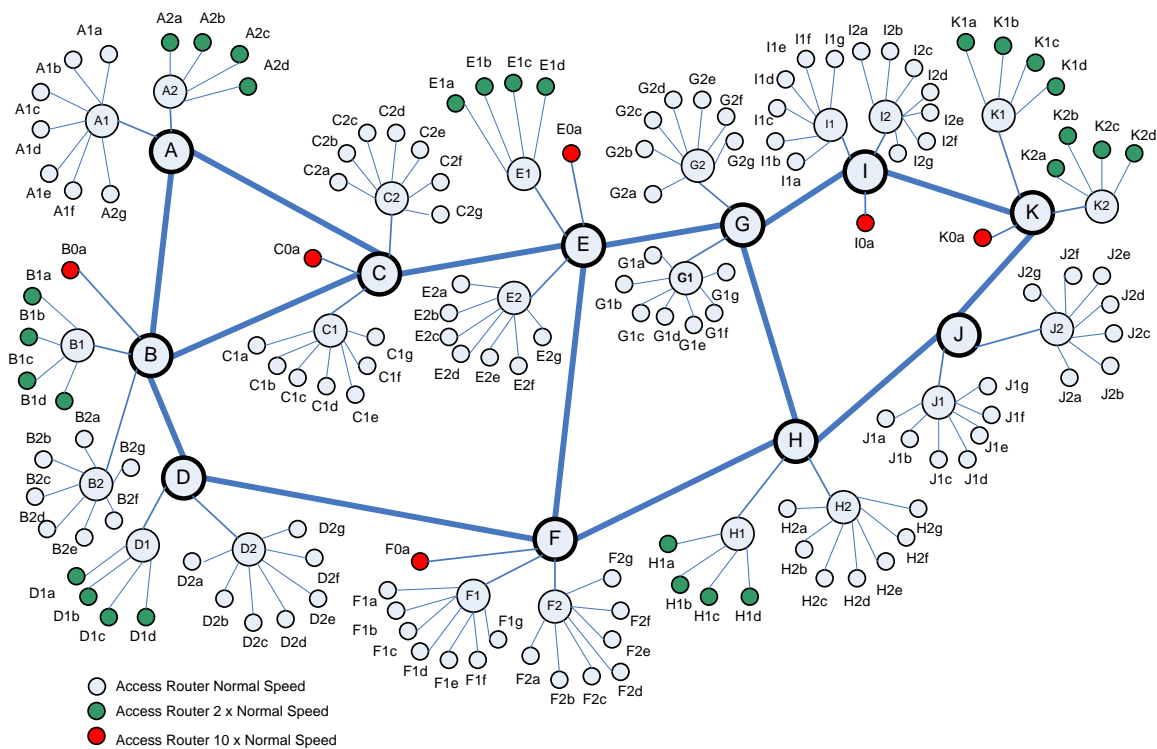 A1a
A1b
A1c
A1d
A1e
A1f
A1g
A1
A2a
A2b
A2c
A2d
A2
A
B0a
B1a
B1b
B1c
B1d
B1
B
B2a
B2b
B2c
B2d
B2e
B2f
B2g
B2
C0a
C
C1
C1a
C1b
C1c
C1d
C1e
C1f
C1g
C2
C2a
C2b
C2c
C2d
C2e
C2f
C2g
D
D1
D1a
D1b
D1c
D1d
D2
D2a
D2b
D2c
D2d
D2e
D2f
D2g
E0a
E
E1
E1a
E1b
E1c
E1d
E2
E2a
E2b
E2c
E2d
E2e
E2f
E2g
F0a
F
F1
F1a
F1b
F1c
F1d
F1e
F1f
F1g
F2
F2a
F2b
F2c
F2d
F2e
F2f
F2g
G
G1
G1a
G1b
G1c
G1d
G1e
G1f
G1g
G2
G2a
G2b
G2c
G2d
G2e
G2f
G2g
H
H1
H1a
H1b
H1c
H1d
H2
H2a
H2b
H2c
H2d
H2e
H2f
H2g
I
I0a
I1
I1a
I1b
I1c
I1d
I1e
I1f
I1g
I2
I2a
I2b
I2c
I2d
I2e
I2f
I2g
J
J1
J1a
J1b
J1c
J1d
J1e
J1f
J1g
J2
J2a
J2b
J2c
J2d
J2e
J2f
J2g
K
K0a
K1
K1a
K1b
K1c
K1d
K2
K2a
K2b
K2c
K2d
Access Router Normal Speed
Access Router 2 x Normal Speed
Access Router 10 x Normal Speed